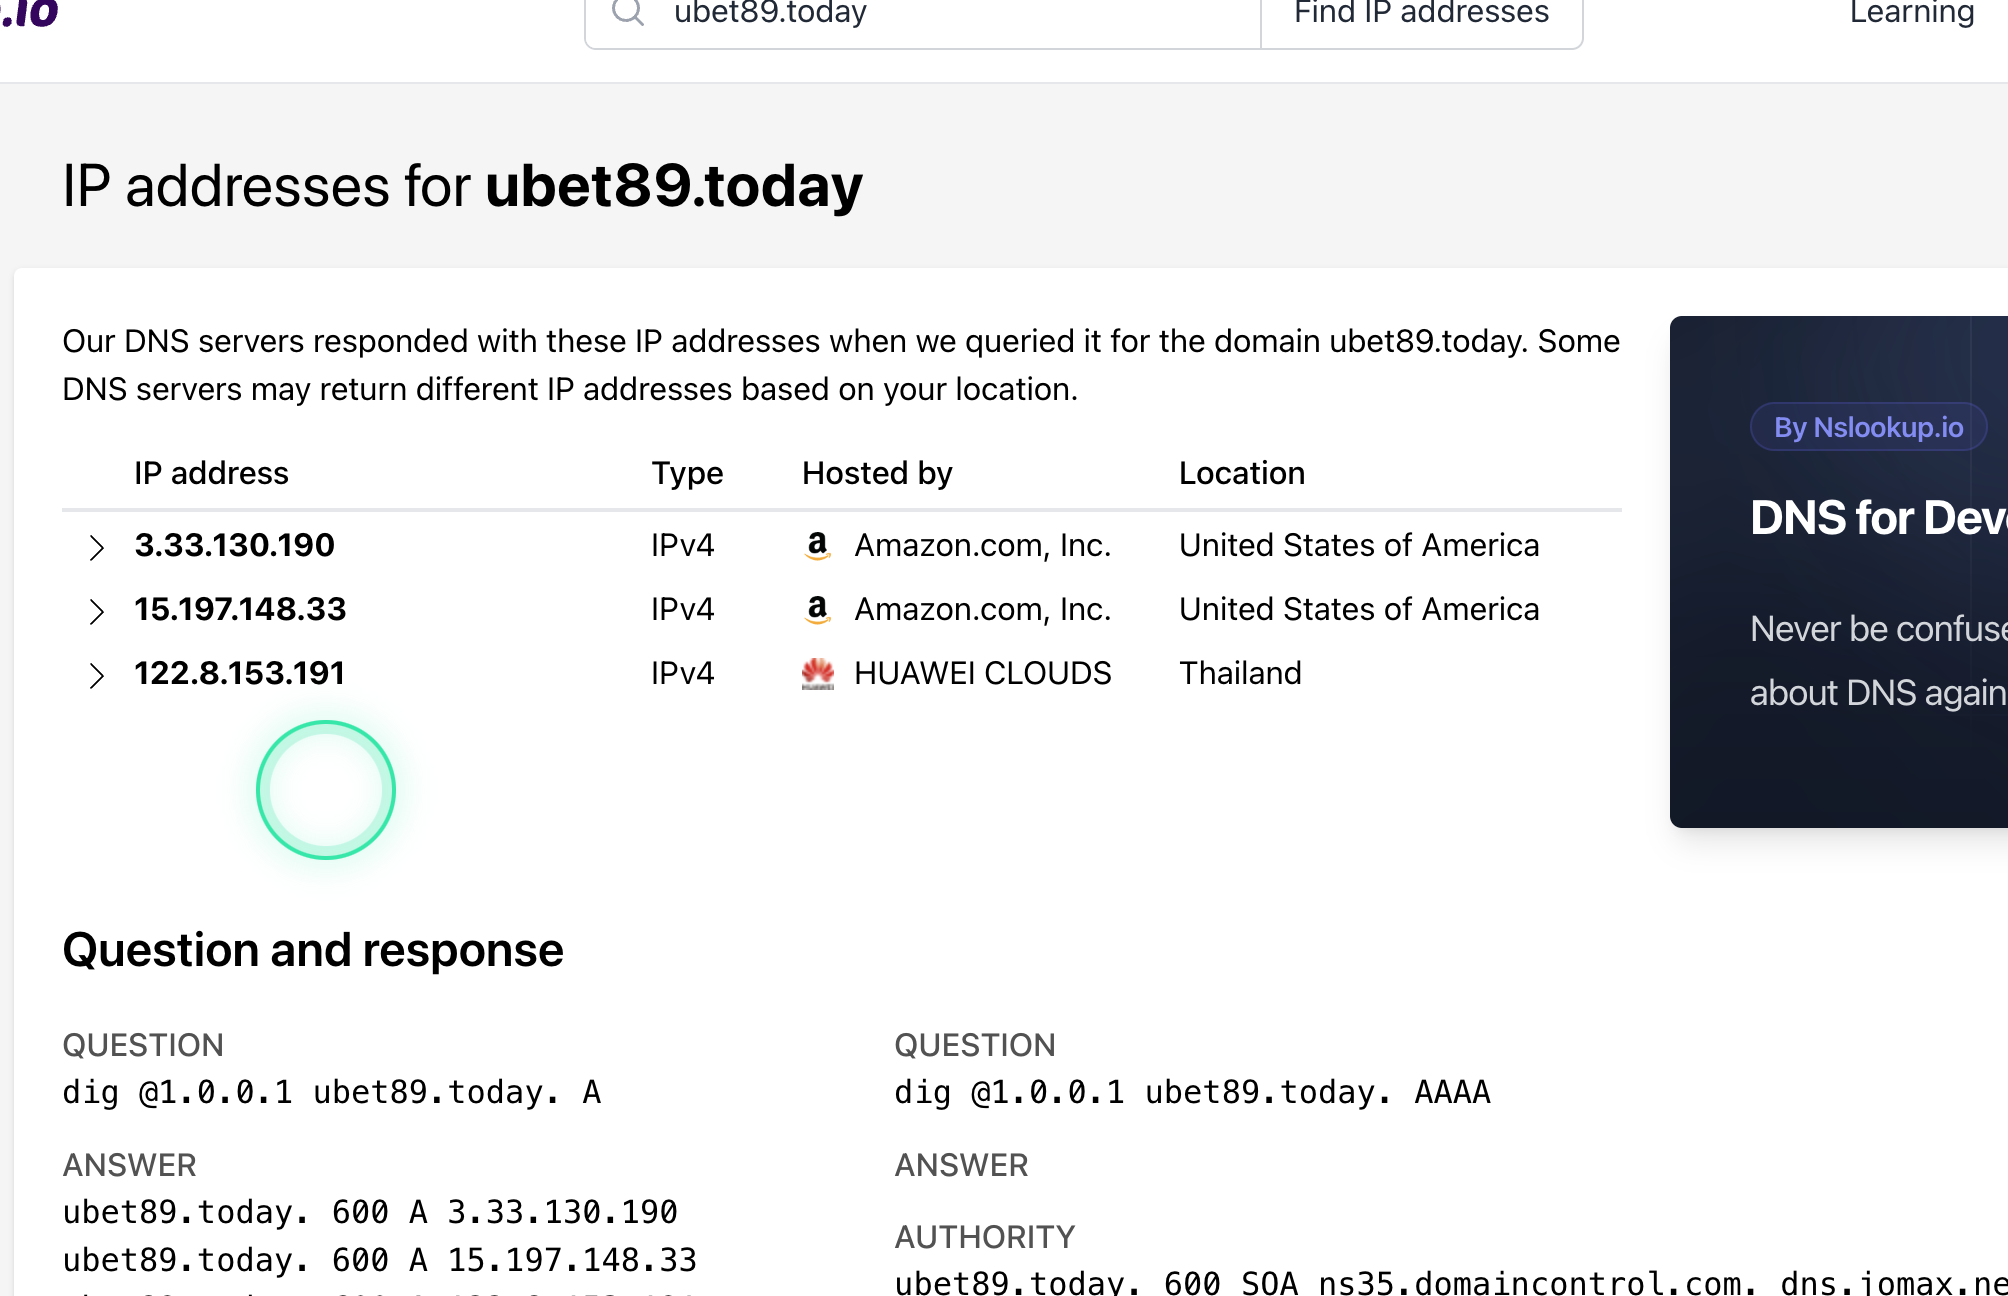 .io
ubet89.today
Find IP addresses
Learning
IP addresses for ubet89.today
Our DNS servers responded with these IP addresses when we queried it for the domain ubet89.today. Some
DNS servers may return different IP addresses based on your location.
IP address Type Hosted by Location
3.33.130.190 IPv4 Amazon.com, Inc. United States of America
15.197.148.33 IPv4 Amazon.com, Inc. United States of America
122.8.153.191 IPv4 HUAWEI CLOUDS Thailand
By Nslookup.io
DNS for Dev
Never be confuse
about DNS again
Question and response
QUESTION
dig @1.0.0.1 ubet89.today. A
ANSWER
ubet89.today. 600 A 3.33.130.190
ubet89.today. 600 A 15.197.148.33
QUESTION
dig @1.0.0.1 ubet89.today. AAAA
ANSWER
AUTHORITY
ubet89.today. 600 SOA ns35.domaincontrol.com. dns.jomax.ne